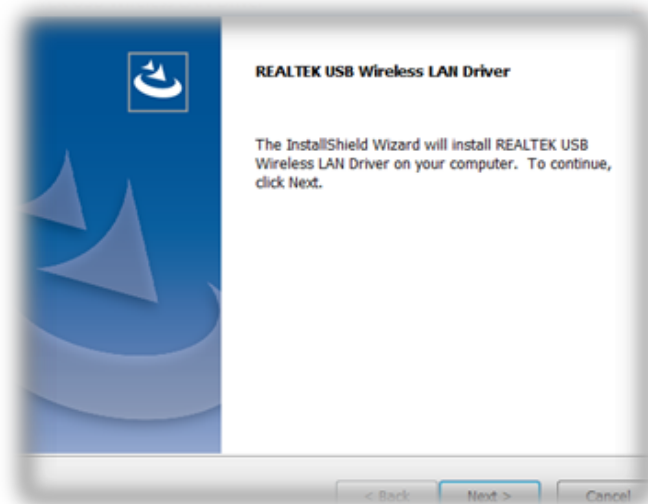 REALTEK USB Wireless LAN Driver
The InstallShield Wizard will install REALTEK USB
Wireless LAN Driver on your computer. To continue,
click Next.
< Back Next > Cancel